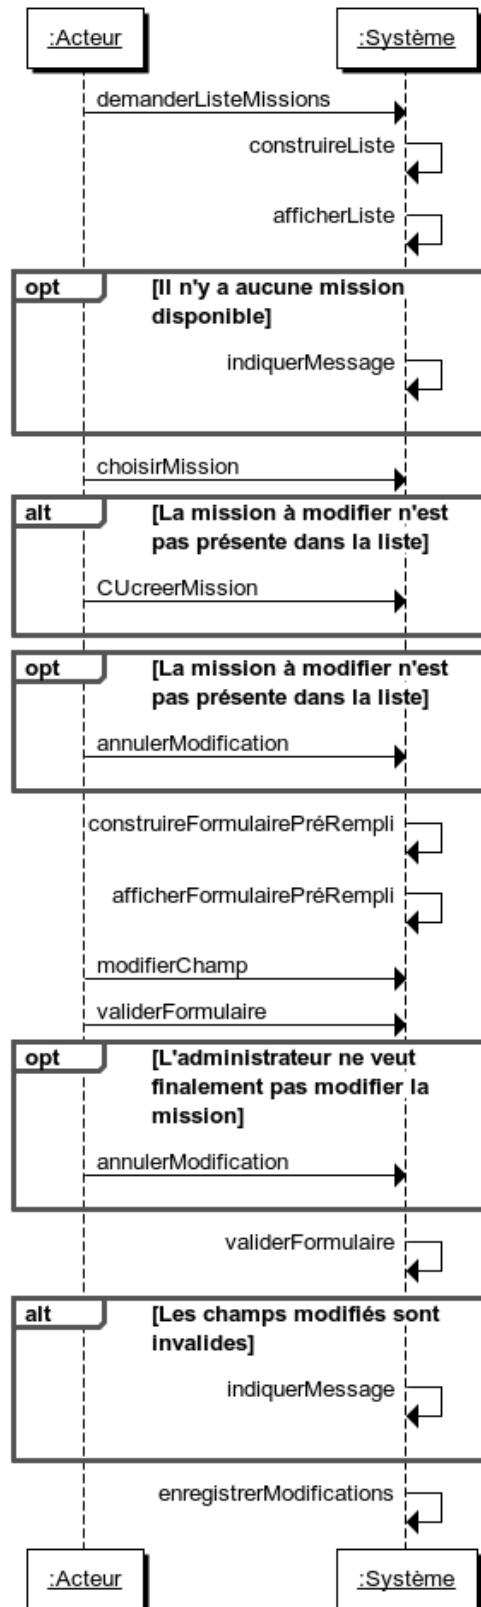 :Acteur
:Système
demanderListeMissions
construireListe
afficherListe
opt
[Il n'y a aucune mission
disponible]
indiquerMessage
choisirMission
alt
[La mission à modifier n'est
pas présente dans la liste]
CUcreerMission
opt
[La mission à modifier n'est
pas présente dans la liste]
annulerModification
construireFormulairePréRempli
afficherFormulairePréRempli
modifierChamp
validerFormulaire
opt
[L'administrateur ne veut
finalement pas modifier la
mission]
annulerModification
validerFormulaire
alt
[Les champs modifiés sont
invalides]
indiquerMessage
enregistrerModifications
:Acteur
:Système